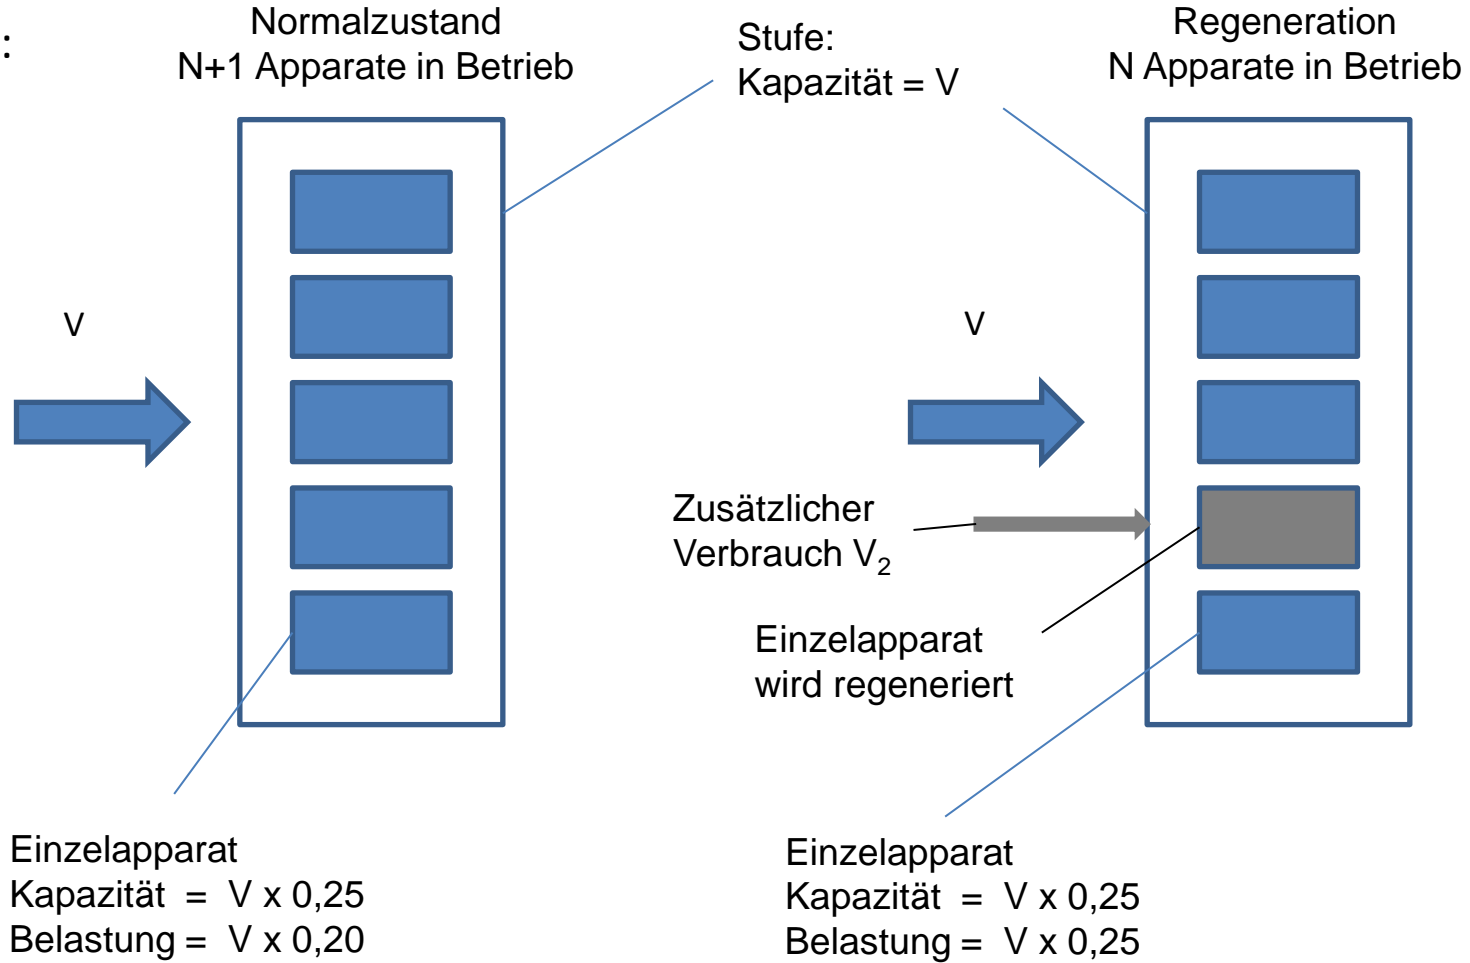 :
Normalzustand
N+1 Apparate in Betrieb
Stufe:
Kapazität = V
Regeneration
N Apparate in Betrieb
V
V
Zusätzlicher
Verbrauch V₂
Einzelapparat
wird regeneriert
Einzelapparat
Kapazität = V x 0,25
Belastung = V x 0,20
Einzelapparat
Kapazität = V x 0,25
Belastung = V x 0,25